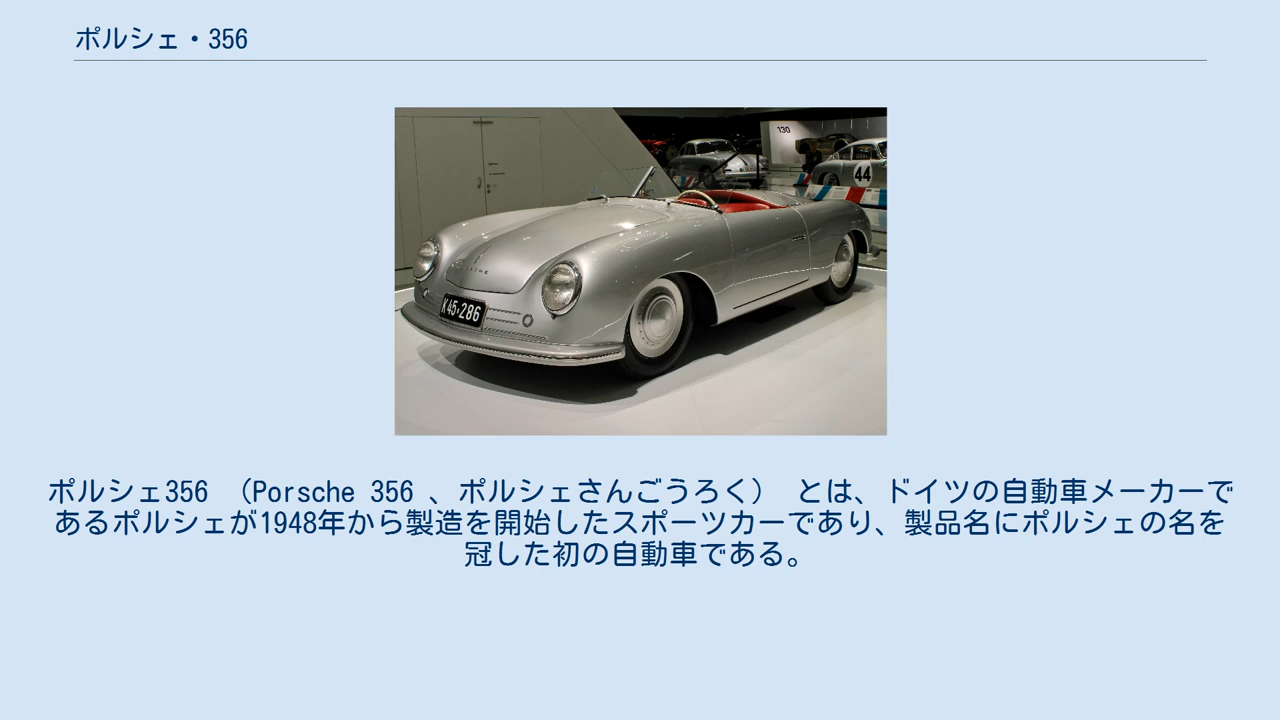 ポルシェ・356
130
44
K45·286
ポルシェ356 （Porsche 356 、ポルシェさんごうろく） とは、ドイツの自動車メーカーで
あるポルシェが1948年から製造を開始したスポーツカーであり、製品名にポルシェの名を
冠した初の自動車である。